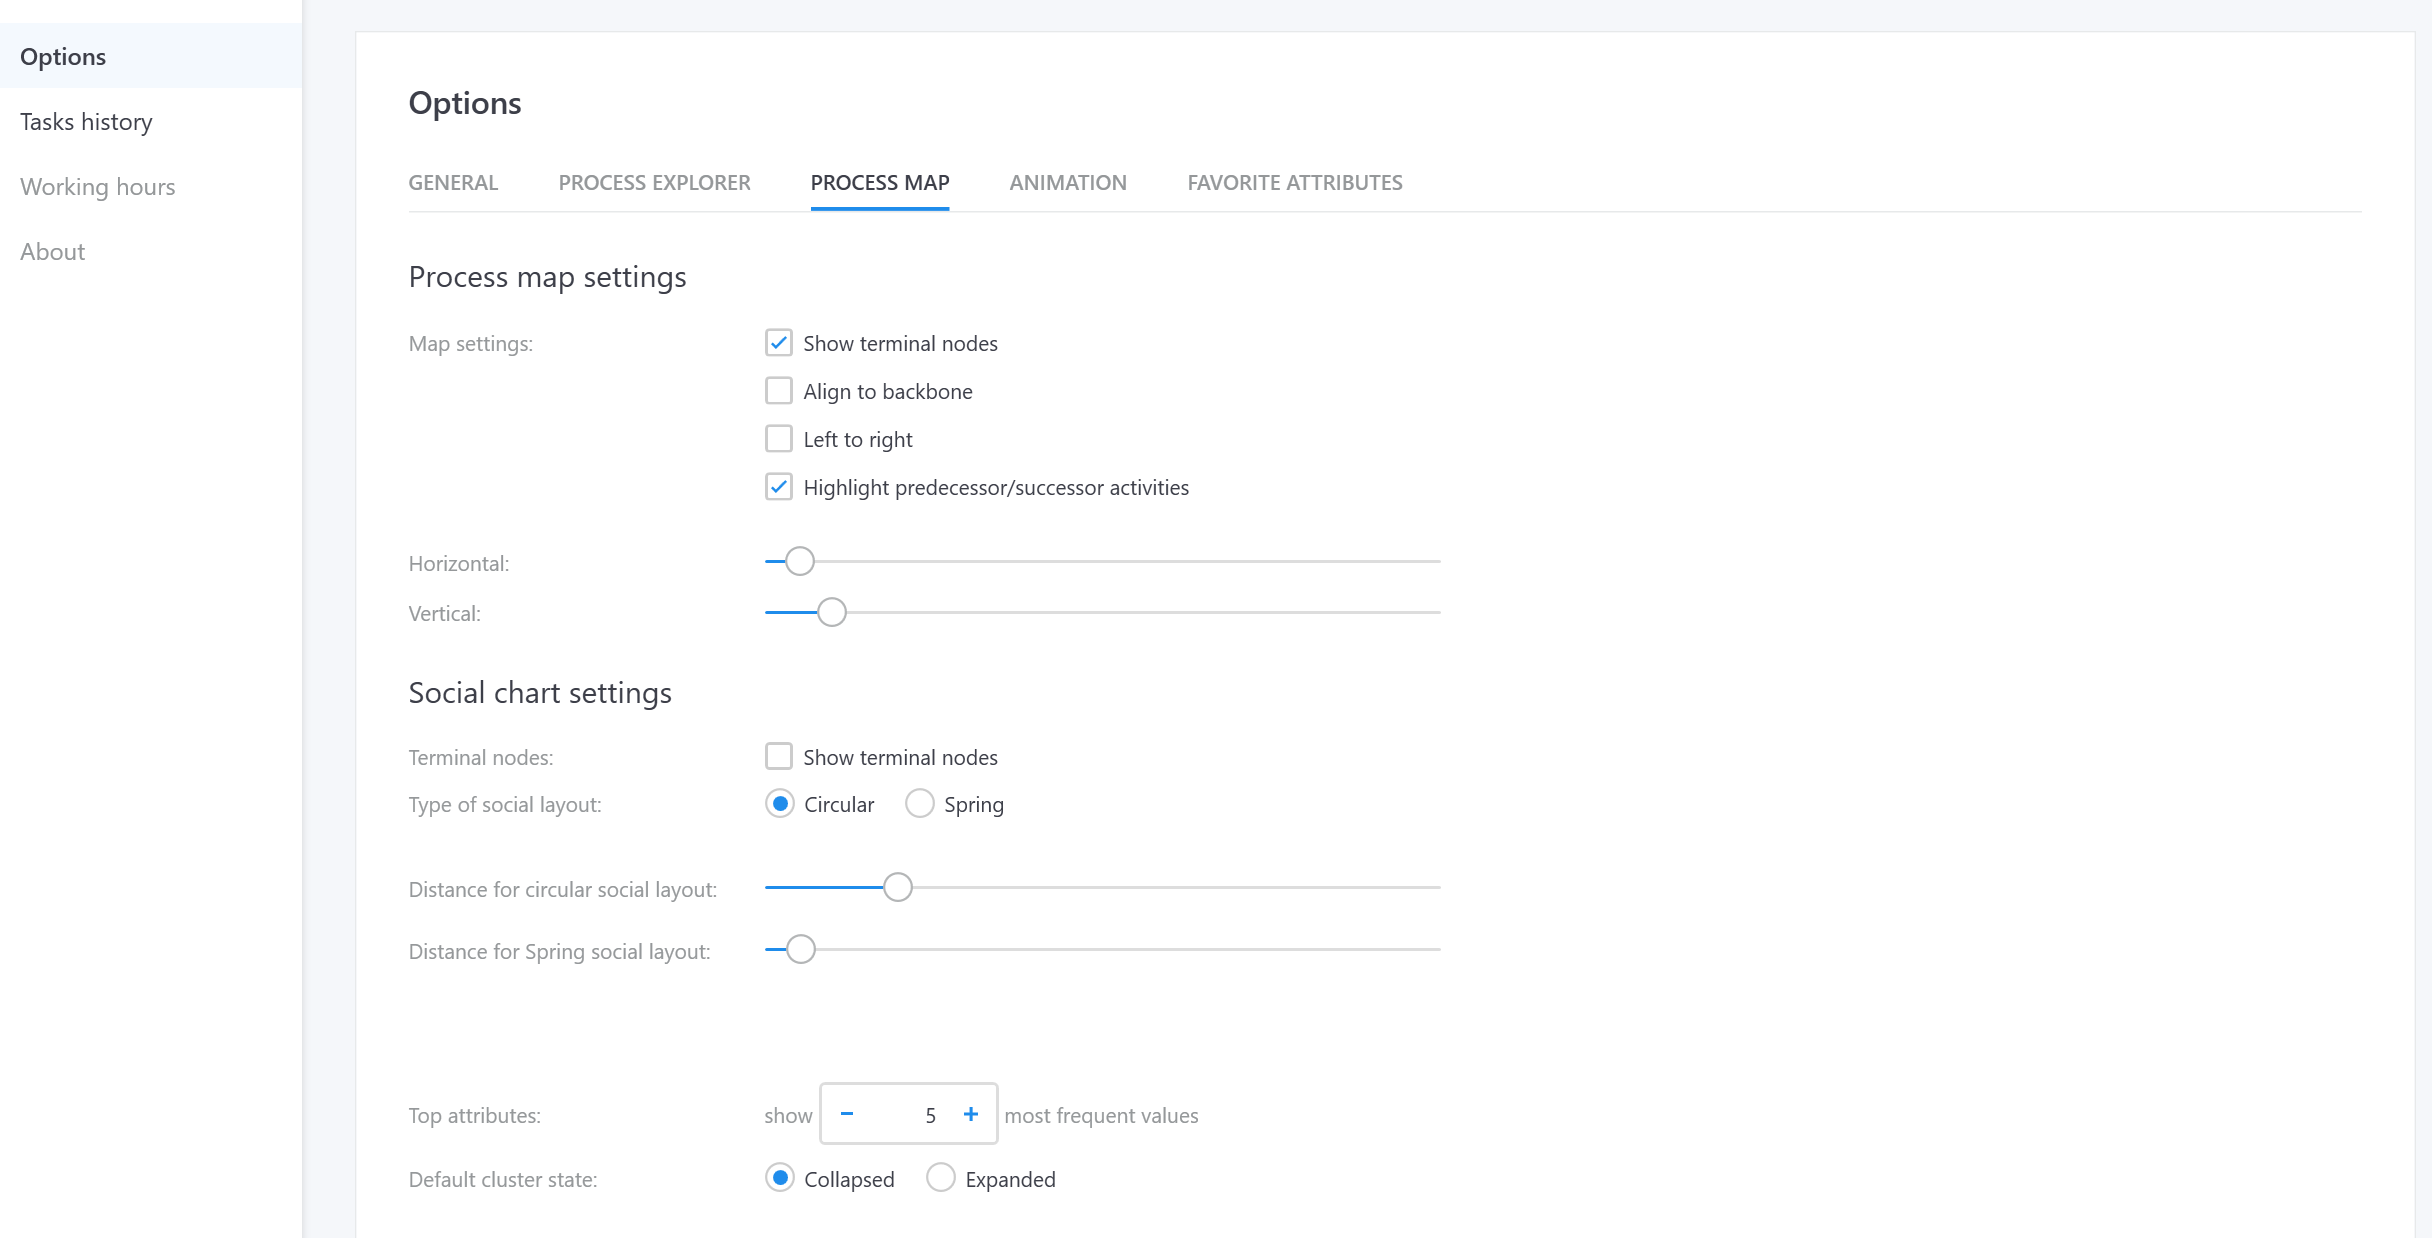 Options
Tasks history
Working hours
About
Options
GENERAL PROCESS EXPLORER PROCESS MAP ANIMATION FAVORITE ATTRIBUTES
Process map settings
Map settings: Show terminal nodes
Align to backbone
Left to right
Highlight predecessor/successor activities
Horizontal:
Vertical:
Social chart settings
Terminal nodes: Show terminal nodes
Type of social layout: Circular Spring
Distance for circular social layout:
Distance for Spring social layout:
Top attributes: show - 5 + most frequent values
Default cluster state: Collapsed Expanded